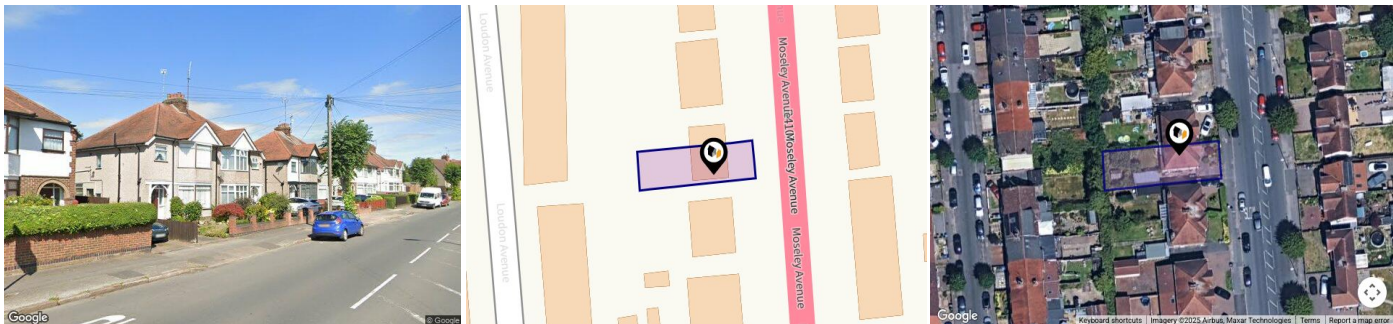 Google
© Google
Loudon Avenue
Loudon Avenue
Moseley Avenue
Moseley Avenue
Moseley Avenue
Google
Keyboard shortcuts
Imagery ©2025 Airbus, Maxar Technologies
Terms
Report a map error